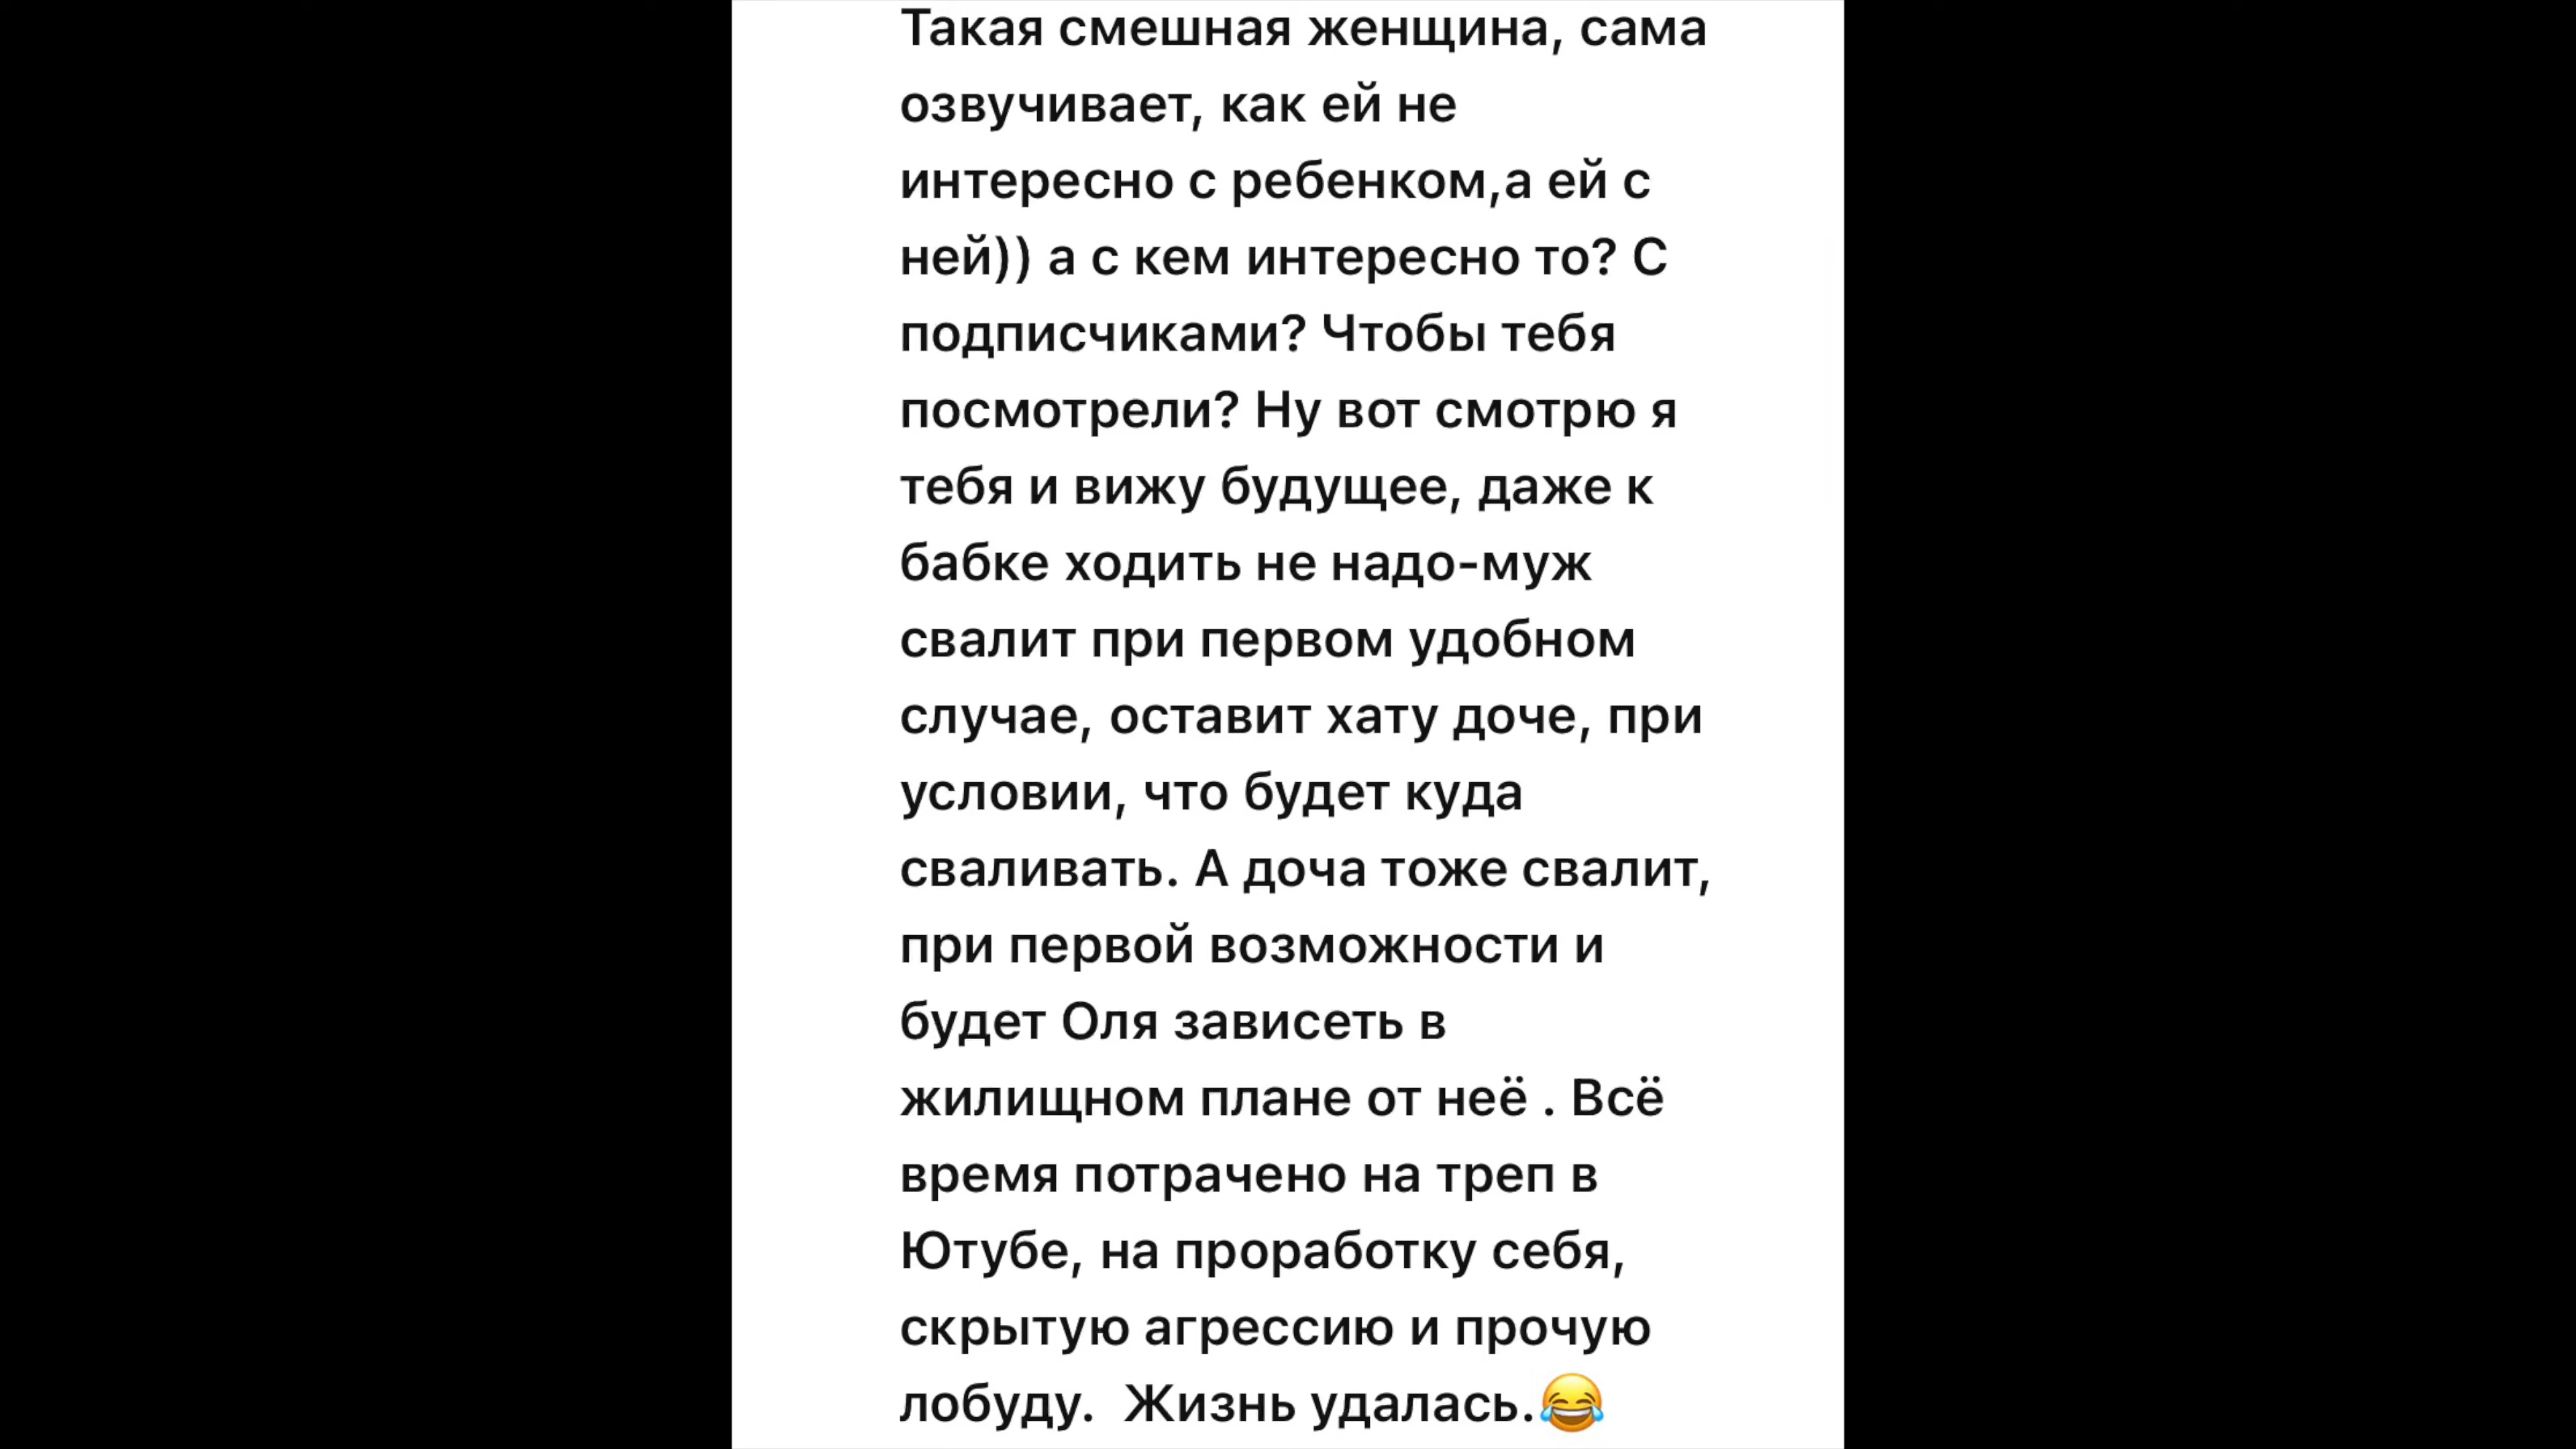 Такая смешная женщина, сама
озвучивает, как ей не
интересно с ребенком,а ей с
ней)) а с кем интересно то? С
подписчиками? Чтобы тебя
посмотрели? Ну вот смотрю я
тебя и вижу будущее, даже к
бабке ходить не надо-муж
свалит при первом удобном
случае, оставит хату доче, при
условии, что будет куда
сваливать. А доча тоже свалит,
при первой возможности и
будет Оля зависеть в
жилищном плане от неё . Всё
время потрачено на треп в
Ютубе, на проработку себя,
скрытую агрессию и прочую
лобуду.  Жизнь удалась.😂